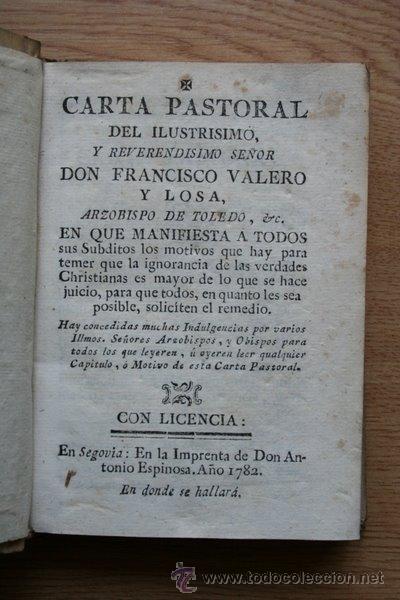 CARTA PASTORAL
DEL ILUSTRISIMO,
Y REVERENDISIMO SEÑOR
DON FRANCISCO VALERO
Y LOSA,
ARZOBISPO DE TOLEDO, &c.
EN QUE MANIFIESTA A TODOS
sus Subditos los motivos que hay para
temer que la ignorancia de las verdades
Christianas es mayor de lo que se hace
juicio, para que todos, en quanto les sea
posible, soliciten el remedio.
Hay concedidas muchas Indulgencias por varios
Illmos. Señores Arzobispos, y Obispos para
todos los que leyeren, ú oyeren leer qualquier
Capitulo, ó Motivo de esta Carta Pastoral.
CON LICENCIA:
En Segovia: En la Imprenta de Don An-
tonio Espinosa. Año 1782.
En donde se hallará.
www.todocoleccion.net